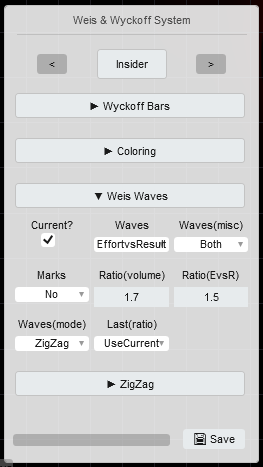 Weis & Wyckoff System
< Insider >
▶ Wyckoff Bars
▶ Coloring
▼ Weis Waves
Current? Waves Waves(misc)
✔ EffortvsResult ▼ Both ▼
Marks Ratio(volume) Ratio(EvsR)
No ▼ 1.7 1.5
Waves(mode) Last(ratio)
ZigZag ▼ UseCurrent ▼
▶ ZigZag
Save